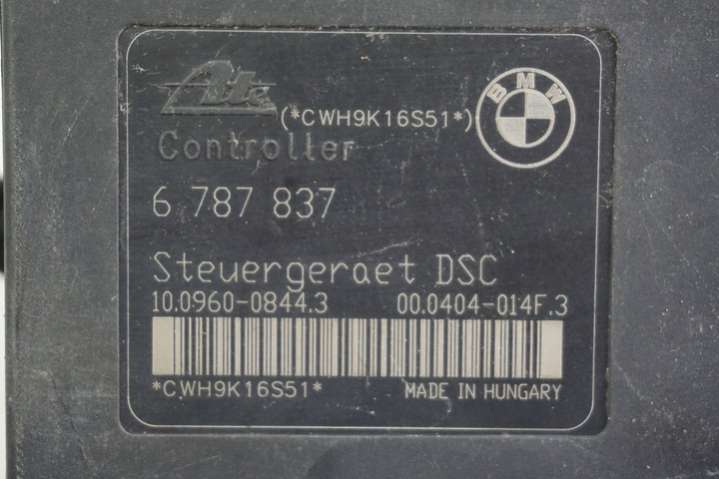 Ate
(*CWH9K16S51*)
BMW
Controller
6 787 837
Steuergeraet DSC
10.0960-0844.3 00.0404-014F.3
*CWH9K16S51* MADE IN HUNGARY